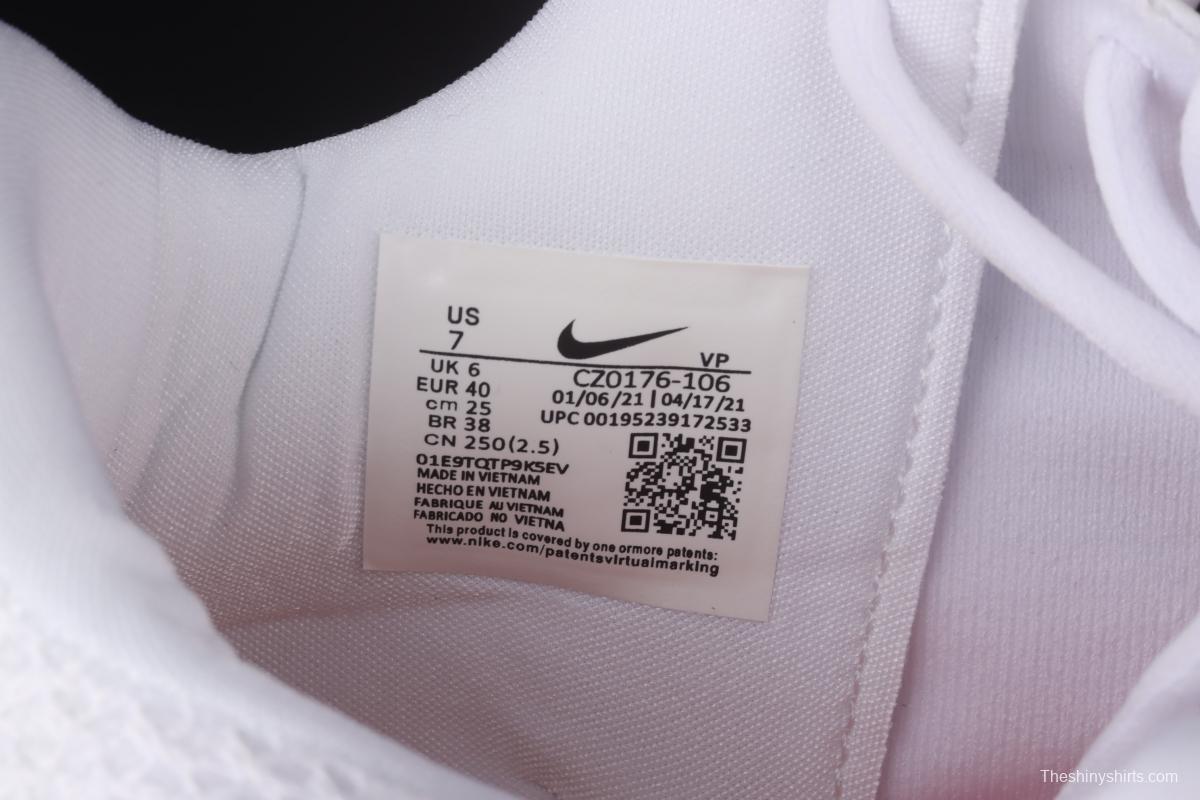 US
7
VP
UK 6
EUR 40
cm 25
BR 38
CN 250(2.5)
CZ0176-106
01/06/21 | 04/17/21
UPC 00195239172533
01E9TQTP9K5EV
MADE IN VIETNAM
HECHO EN VIETNAM
FABRIQUE AU VIETNAM
FABRICADO NO VIETNA
This product is covered by one ormore patents:
www.nike.com/patentsvirtualmarking
Theshinyshirts.com